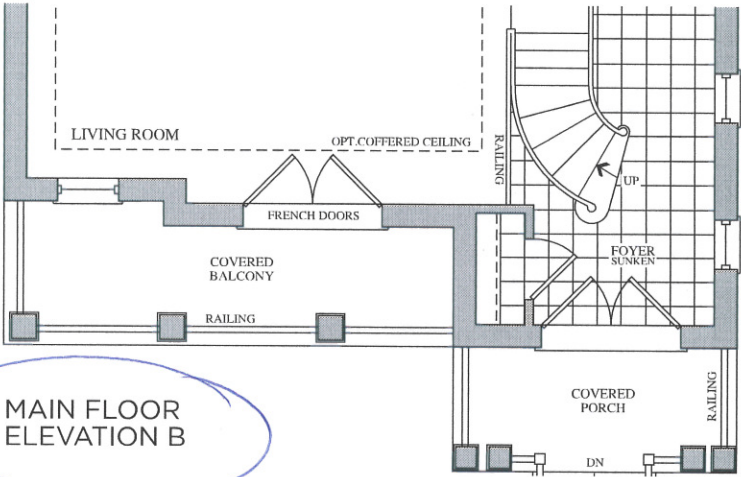 LIVING ROOM
OPT.COFFERED CEILING
RAILING
UP
FRENCH DOORS
FOYER
SUNKEN
COVERED
BALCONY
RAILING
COVERED
PORCH
RAILING
DN
MAIN FLOOR
ELEVATION B